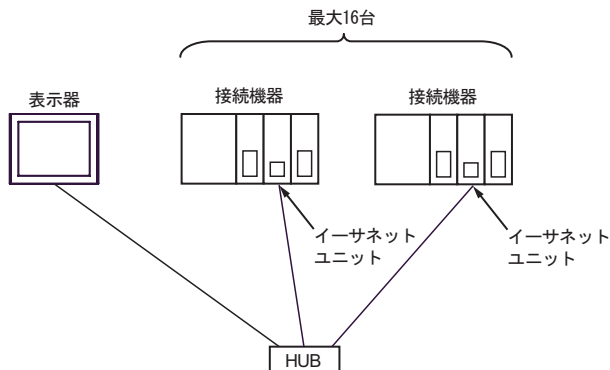 最大16台
表示器
接続機器
接続機器
イーサネット
ユニット
イーサネット
ユニット
HUB